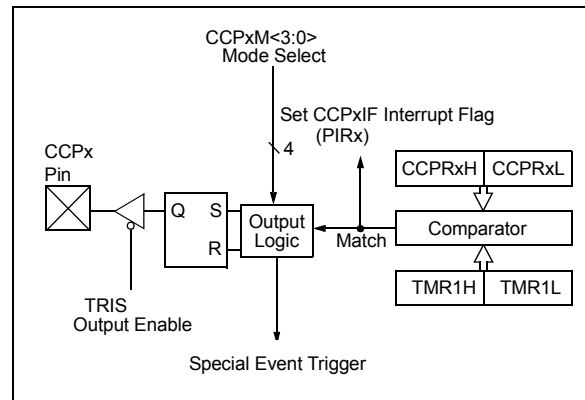 CCPxM<3:0>
Mode Select
Set CCPxIF Interrupt Flag
(PIRx)
4
CCPx
Pin
CCPRxH CCPRxL
Q S
R
Output
Logic
Match
Comparator
TRIS
Output Enable
TMR1H TMR1L
Special Event Trigger